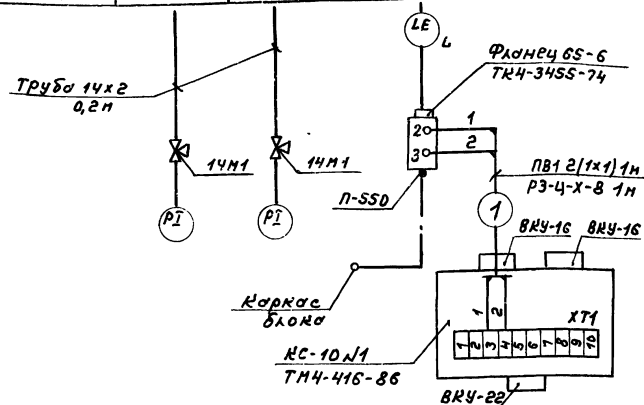 LE
L
Фланец 65-6
ТК4-3455-74
Труба 14х2
0,2м
1
2
2
3
14М1
14М1
ПВ1 2(1х1) 1м
РЗ-Ц-Х-8 1м
П-550
1
PI
PI
ВКУ-16
ВКУ-16
Каркас
блока
1
2
ХТ1
1 2 3 4 5 6 7 8 9 10
КС-10 №1
ТМ4-416-86
ВКУ-22